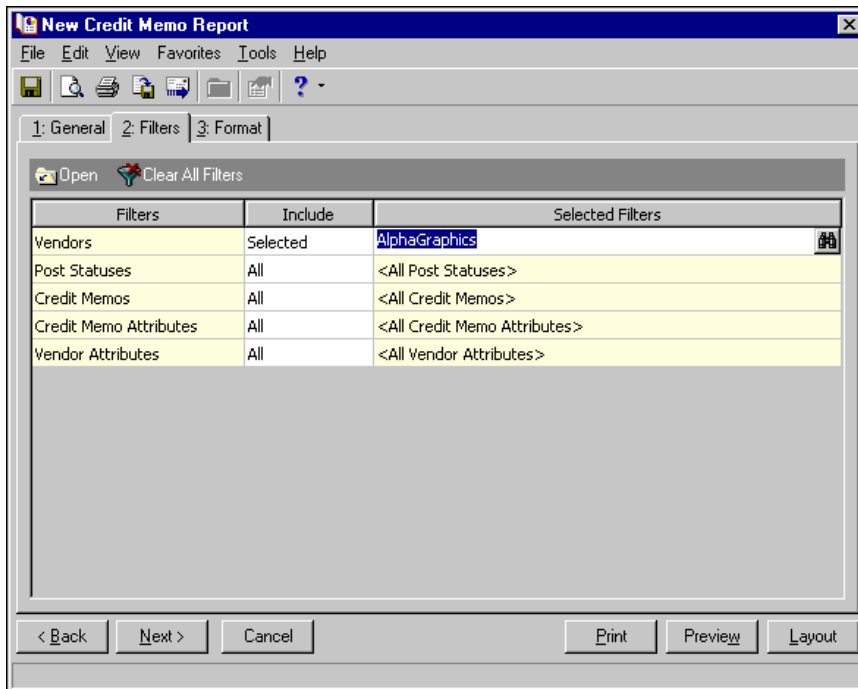 New Credit Memo Report
File Edit View Favorites Tools Help
?
1: General 2: Filters 3: Format
Open Clear All Filters
Filters Include Selected Filters
Vendors Selected AlphaGraphics
Post Statuses All <All Post Statuses>
Credit Memos All <All Credit Memos>
Credit Memo Attributes All <All Credit Memo Attributes>
Vendor Attributes All <All Vendor Attributes>
< Back Next > Cancel Print Preview Layout